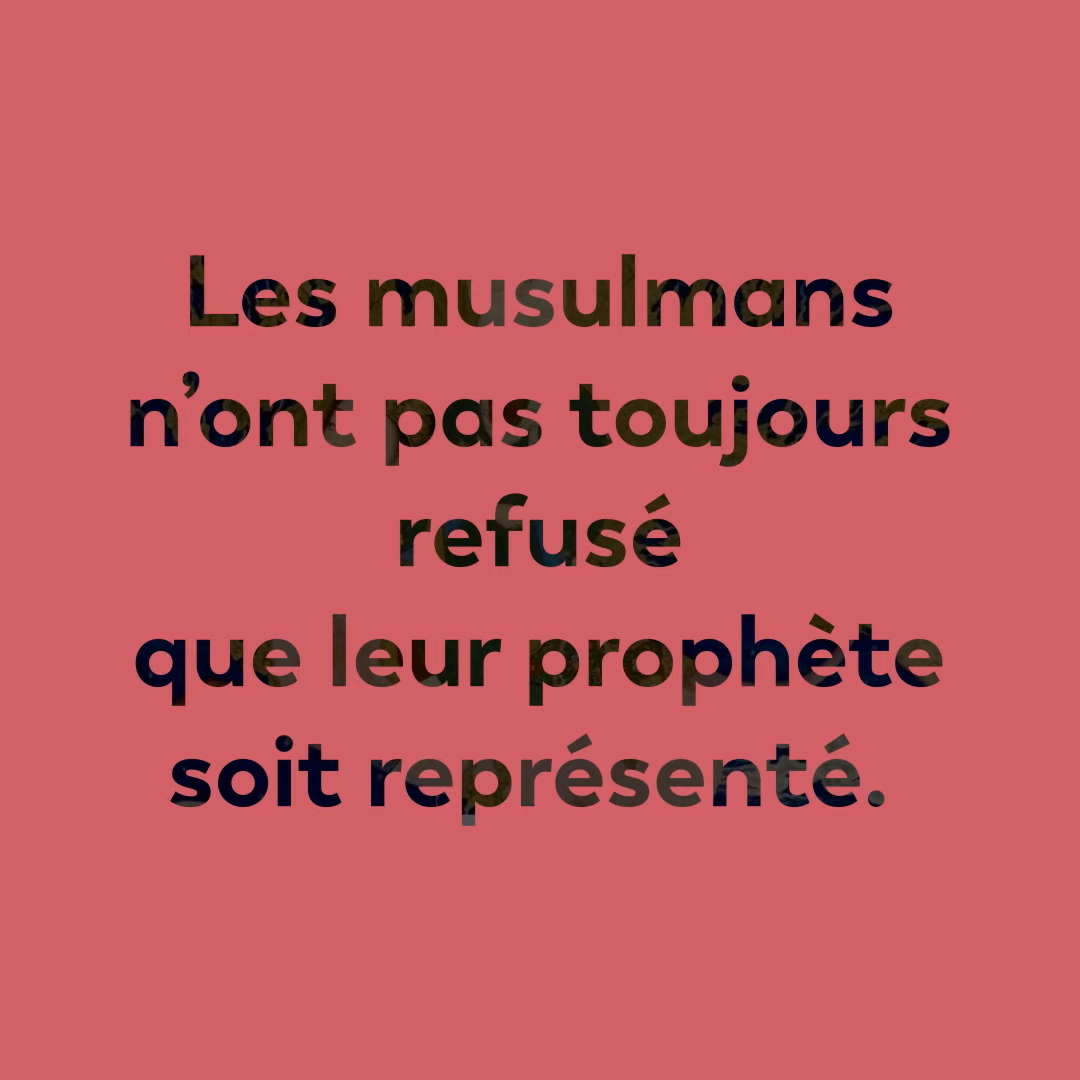 Les musulmans
n’ont pas toujours
refusé
que leur prophète
soit représenté.